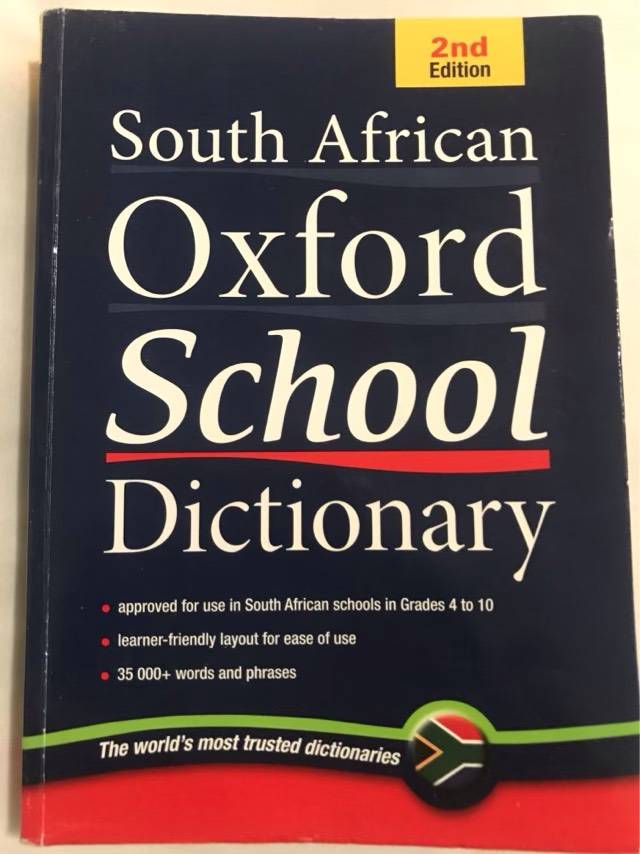 2nd
Edition
South African
Oxford
School
Dictionary
• approved for use in South African schools in Grades 4 to 10
• learner-friendly layout for ease of use
• 35 000+ words and phrases
The world's most trusted dictionaries